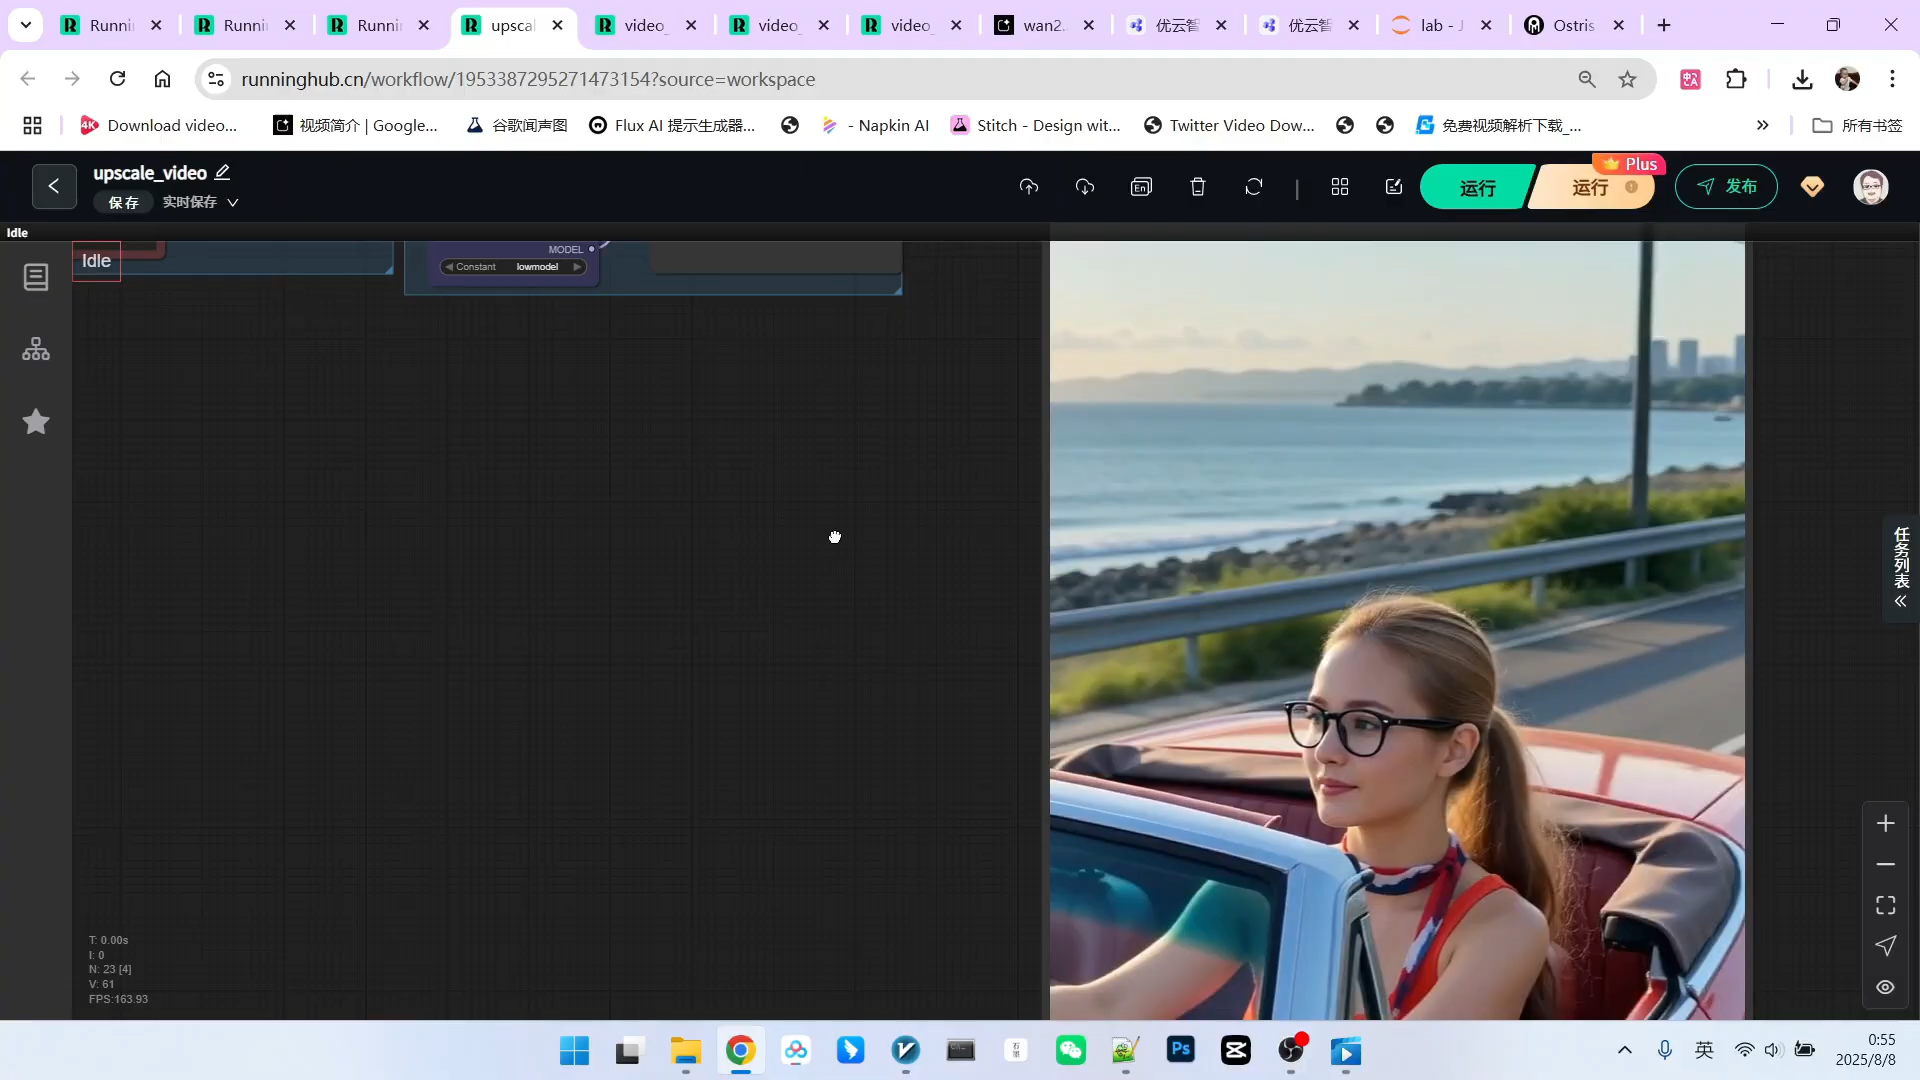 Runnin
Runnin
Runnin
upscal
video_
video_
video_
wan2.
优云智
优云智
lab - J
Ostris
runninghub.cn/workflow/1953387295271473154?source=workspace
Download video...
视频简介 | Google...
谷歌闻声图
Flux AI 提示生成器...
- Napkin AI
Stitch - Design wit...
Twitter Video Dow...
免费视频解析下载_...
所有书签
upscale_video
保存
实时保存
En
运行
运行
Plus
发布
Idle
Idle
MODEL
Constant
lowmodel
任务列表
T: 0.00s
I: 0
N: 23 [4]
V: 61
FPS:163.93
Ps
英
0:55
2025/8/8